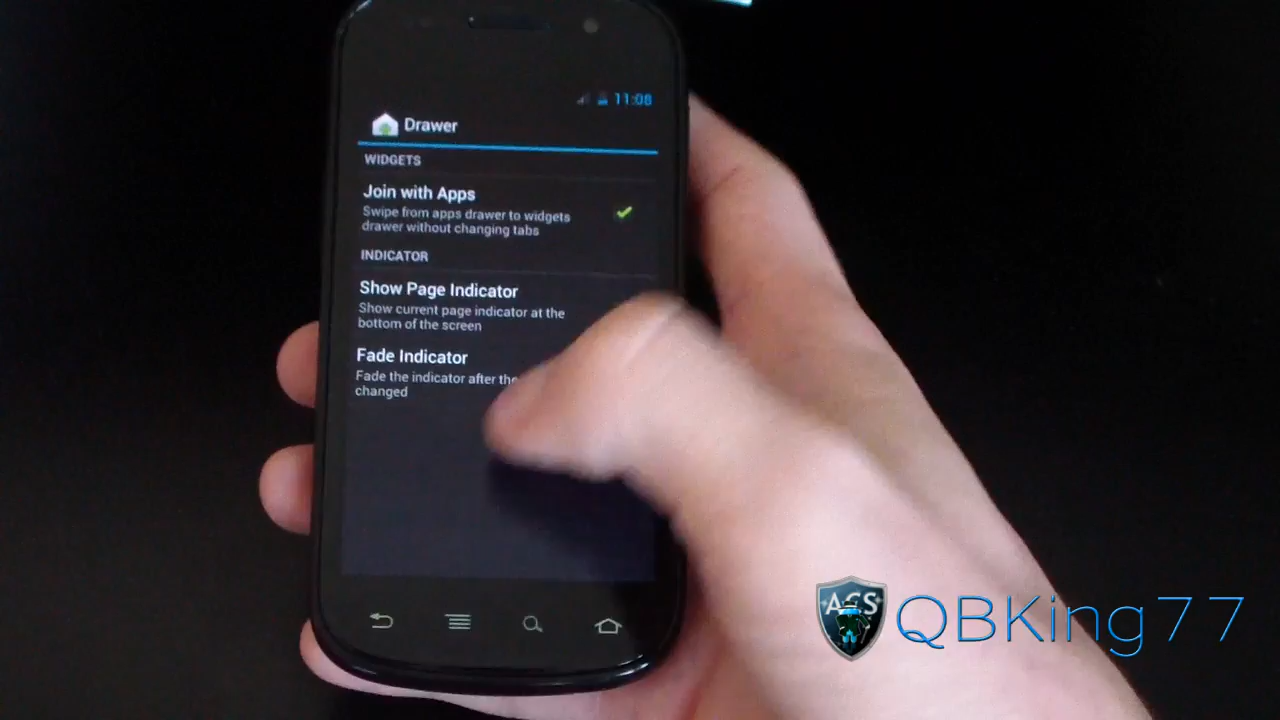 11:08
Drawer
WIDGETS
Join with Apps
Swipe from apps drawer to widgets
drawer without changing tabs
INDICATOR
Show Page Indicator
Show current page indicator at the
bottom of the screen
Fade Indicator
Fade the indicator after the
changed
ACS
QBKing77